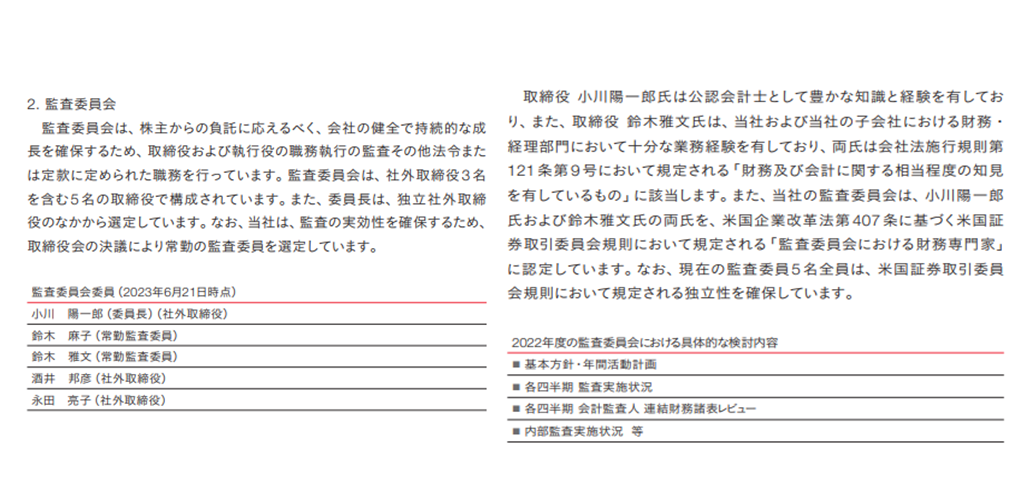 2. 監査委員会
監査委員会は、株主からの負託に応えるべく、会社の健全で持続的な成
長を確保するため、取締役および執行役の職務執行の監査その他法令また
は定款に定められた職務を行っています。監査委員会は、社外取締役3名
を含む5名の取締役で構成されています。また、委員長は、独立社外取締
役のなかから選定しています。なお、当社は、監査の実効性を確保するため、
取締役会の決議により常勤の監査委員を選定しています。
監査委員会委員（2023年6月21日時点）
小川 陽一郎（委員長）（社外取締役）
鈴木 麻子（常勤監査委員）
鈴木 雅文（常勤監査委員）
酒井 邦彦（社外取締役）
永田 亮子（社外取締役）
取締役 小川陽一郎氏は公認会計士として豊かな知識と経験を有してお
り、また、取締役 鈴木雅文氏は、当社および当社の子会社における財務・
経理部門において十分な業務経験を有しており、両氏は会社法施行規則第
121条第9号において規定される「財務及び会計に関する相当程度の知見
を有しているもの」に該当します。また、当社の監査委員会は、小川陽一郎
氏および鈴木雅文氏の両氏を、米国企業改革法第407条に基づく米国証
券取引委員会規則において規定される「監査委員会における財務専門家」
に認定しています。なお、現在の監査委員5名全員は、米国証券取引委員
会規則において規定される独立性を確保しています。
2022年度の監査委員会における具体的な検討内容
■ 基本方針・年間活動計画
■ 各四半期 監査実施状況
■ 各四半期 会計監査人 連結財務諸表レビュー
■ 内部監査実施状況 等